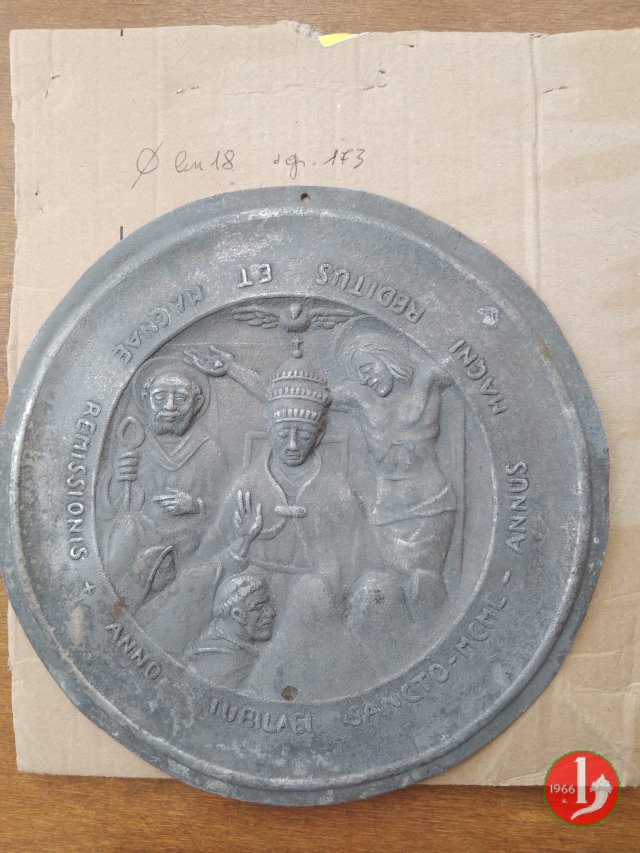 Ø cm 18 gr. 173
ANNO IUBILAEI SANCTO - MCML - ANNUS MAGNI REDITUS ET MAGNAE REMISSIONIS +
1966